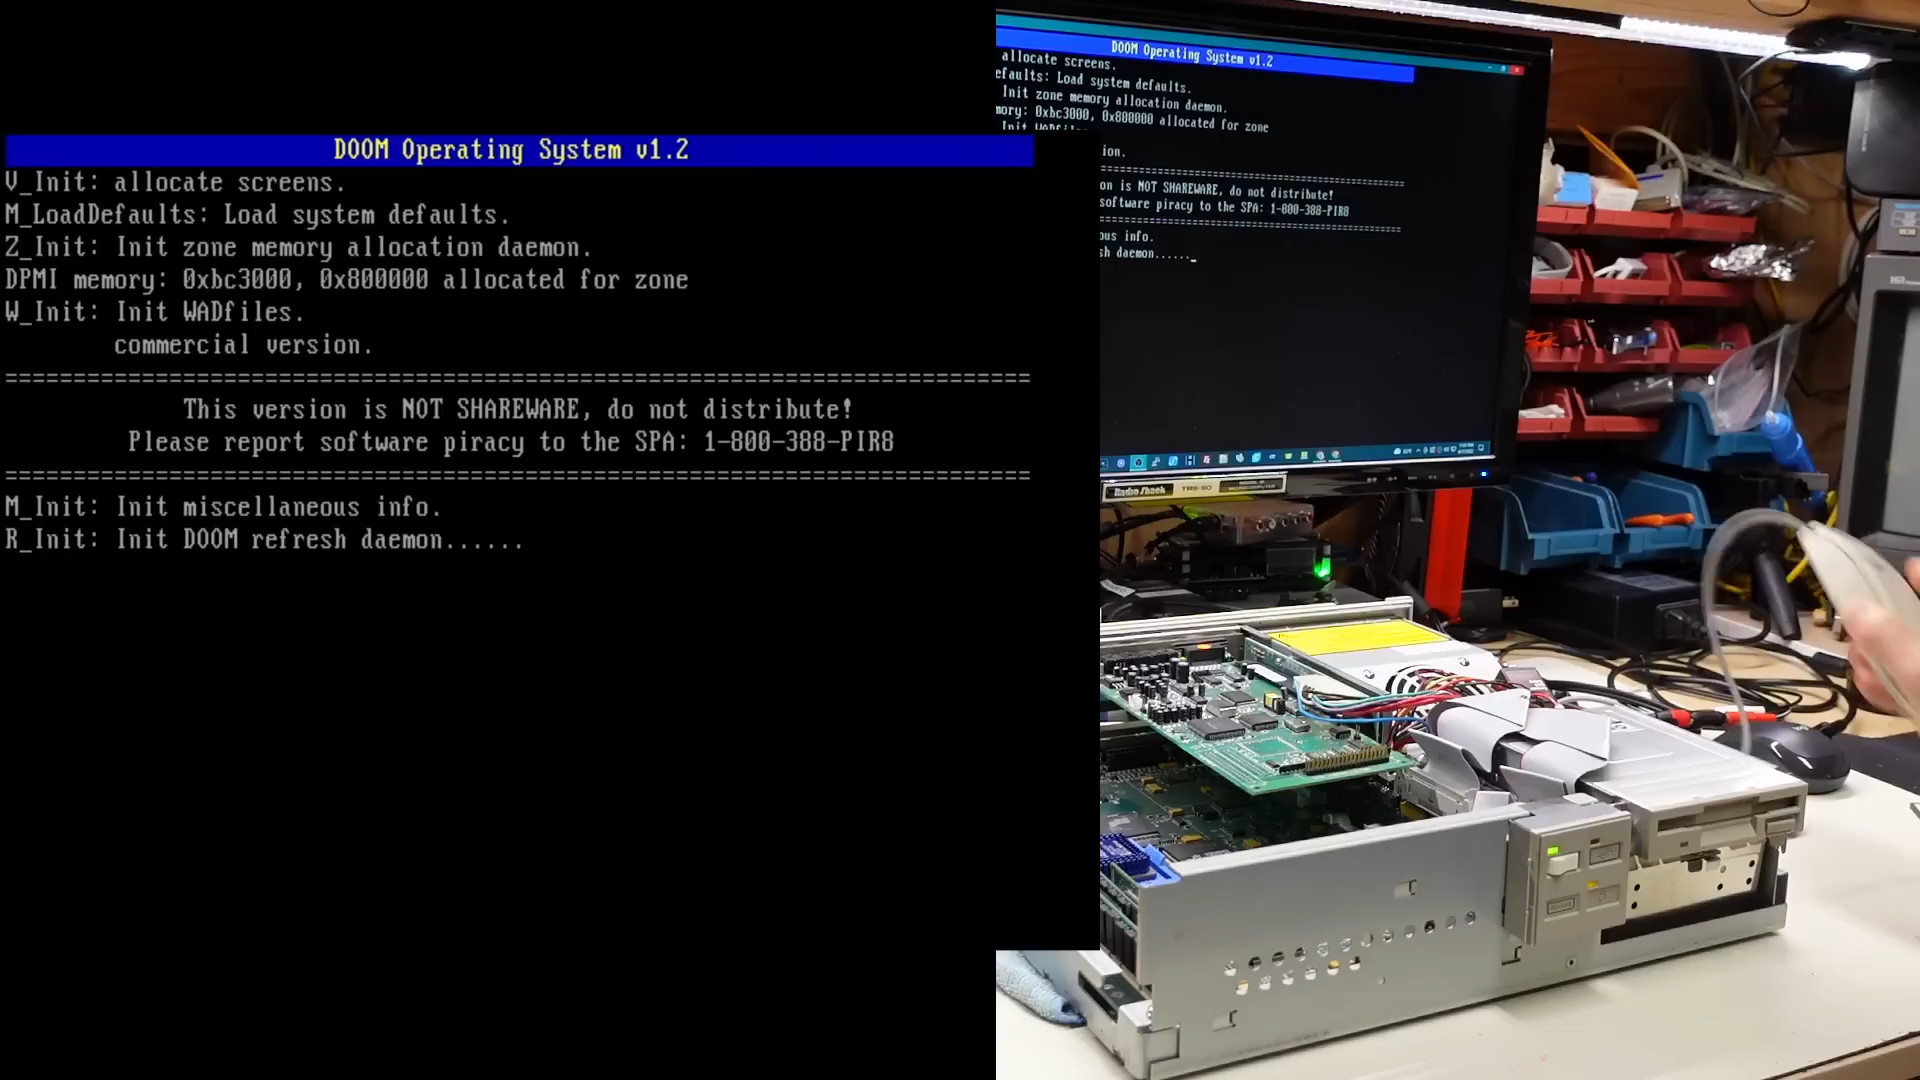 DOOM Operating System v1.2
V_Init: allocate screens.
M_LoadDefaults: Load system defaults.
Z_Init: Init zone memory allocation daemon.
DPMI memory: 0xbc3000, 0x800000 allocated for zone
W_Init: Init WADfiles.
commercial version.
================================================================================
This version is NOT SHAREWARE, do not distribute!
Please report software piracy to the SPA: 1-800-388-PIR8
================================================================================
M_Init: Init miscellaneous info.
R_Init: Init DOOM refresh daemon......
DOOM Operating System v1.2
allocate screens.
efaults: Load system defaults.
Init zone memory allocation daemon.
mory: 0xbc3000, 0x800000 allocated for zone
Init WADfiles
ion.
on is NOT SHAREWARE, do not distribute!
software piracy to the SPA: 1-800-388-PIR8
ous info.
sh daemon......_
Radio Shack TRS-80